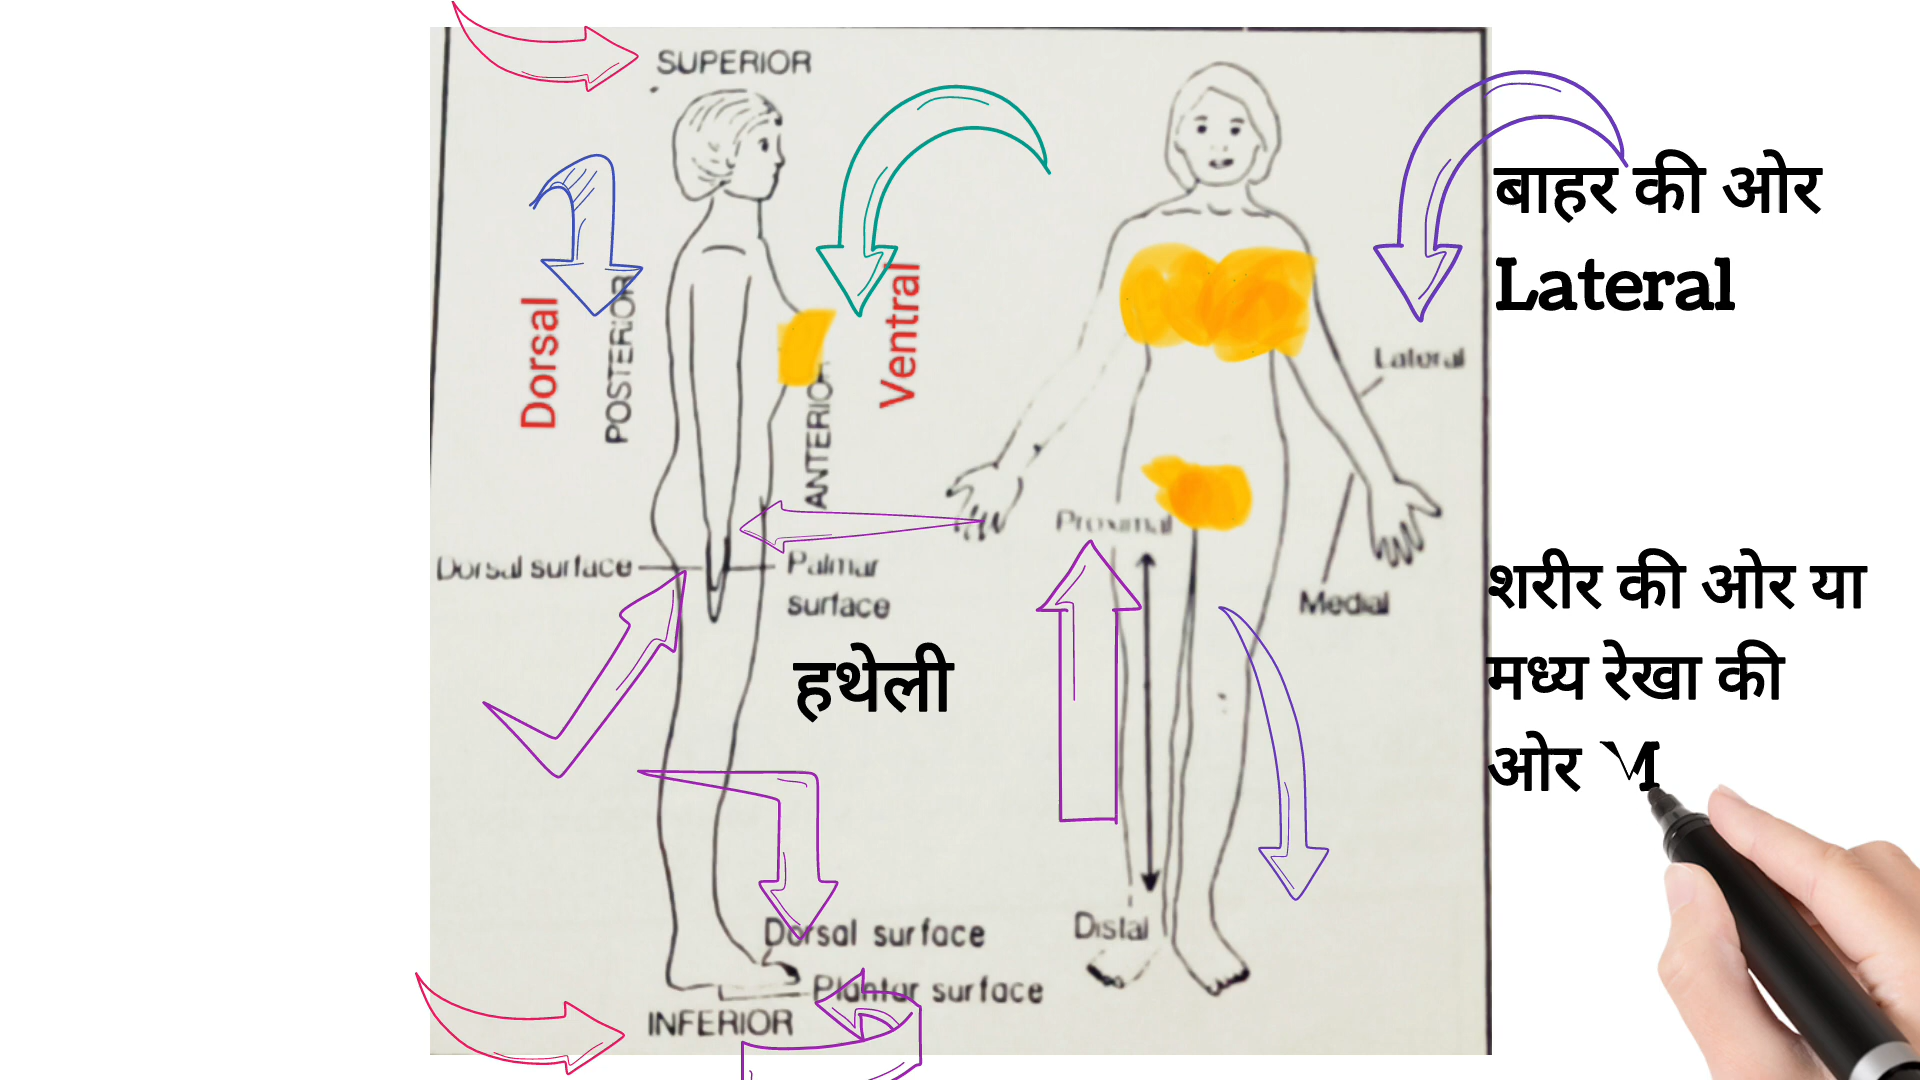 SUPERIOR
Dorsal
POSTERIOR
ANTERIOR
Ventral
बाहर की ओर
Lateral
Lateral
Dorsal surface
Palmar
surface
Proximal
Medial
हथेली
शरीर की ओर या
मध्य रेखा की
ओर M
Distal
Dorsal surface
Plantar surface
INFERIOR